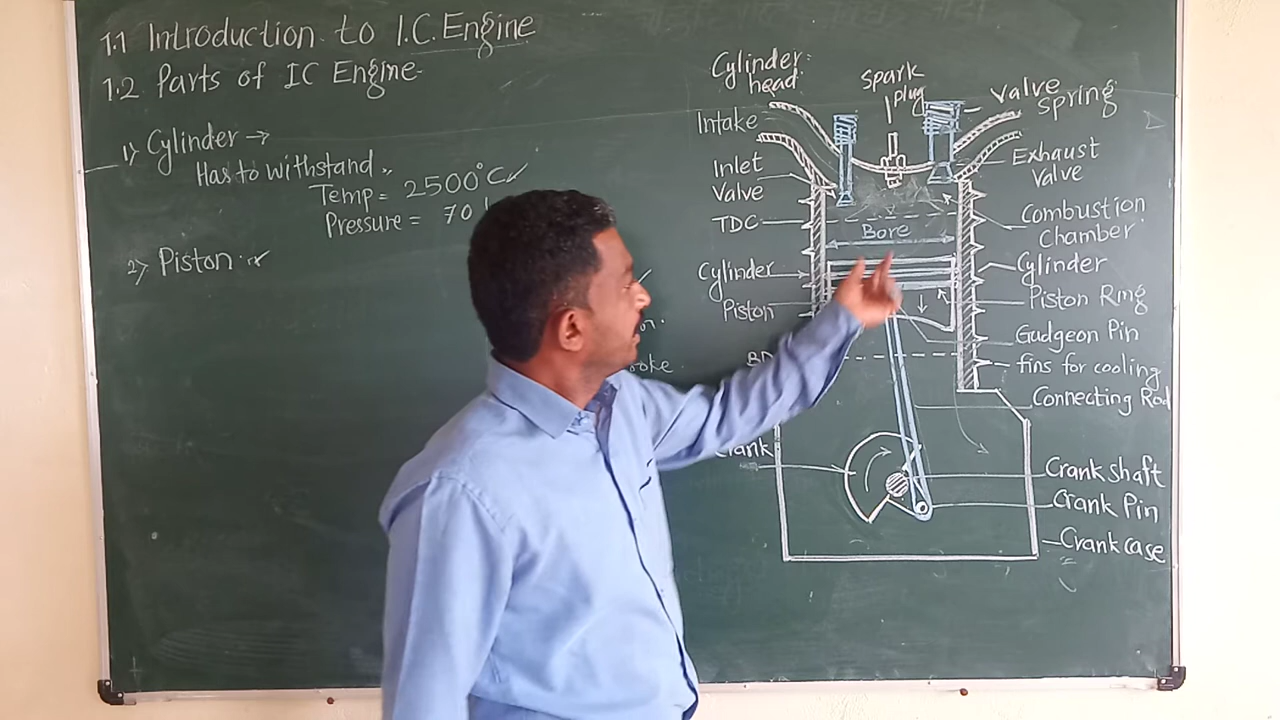 1.1 Introduction to I.C. Engine
1.2 Parts of IC Engine
1) Cylinder →
Has to withstand
Temp = 2500°C
Pressure = 70
2) Piston
Cylinder
head
Spark
plug
Valve
Spring
Intake
Inlet
Valve
TDC
Bore
Cylinder
Piston
Exhaust
Valve
Combustion
Chamber
Cylinder
Piston Ring
Gudgeon Pin
fins for cooling
Connecting Rod
Crank shaft
Crank Pin
Crank case